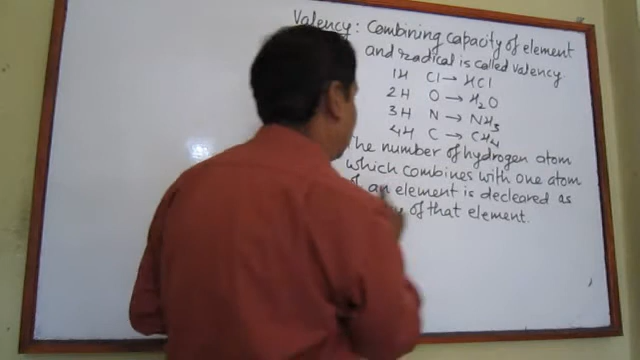 Valency: Combining capacity of element
and radical is called valency
1H Cl → HCl
2H O → H2O
3H N → NH3
4H C → CH4
The number of hydrogen atom
which combines with one atom
of an element is decleared as
of that element.